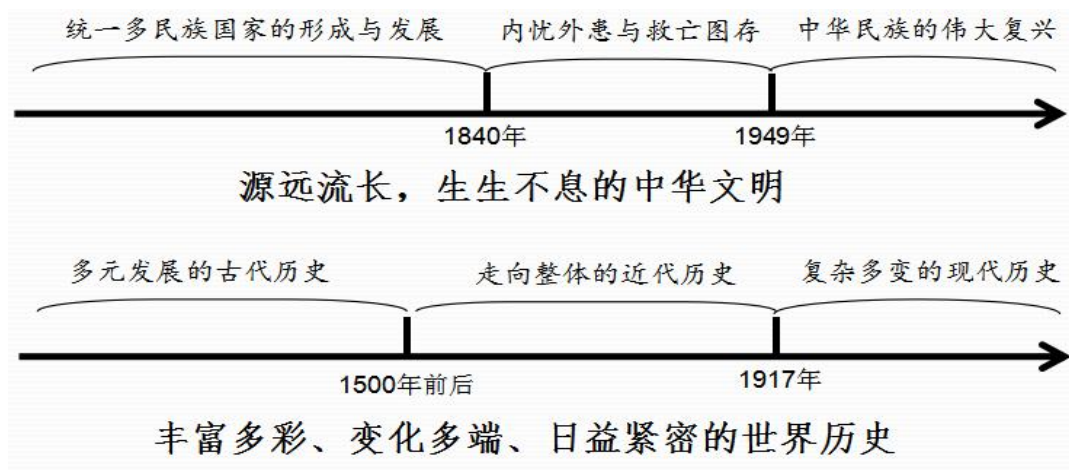 统一多民族国家的形成与发展 内忧外患与救亡图存 中华民族的伟大复兴
1840年 1949年
源远流长，生生不息的中华文明
多元发展的古代历史 走向整体的近代历史 复杂多变的现代历史
1500年前后 1917年
丰富多彩、变化多端、日益紧密的世界历史